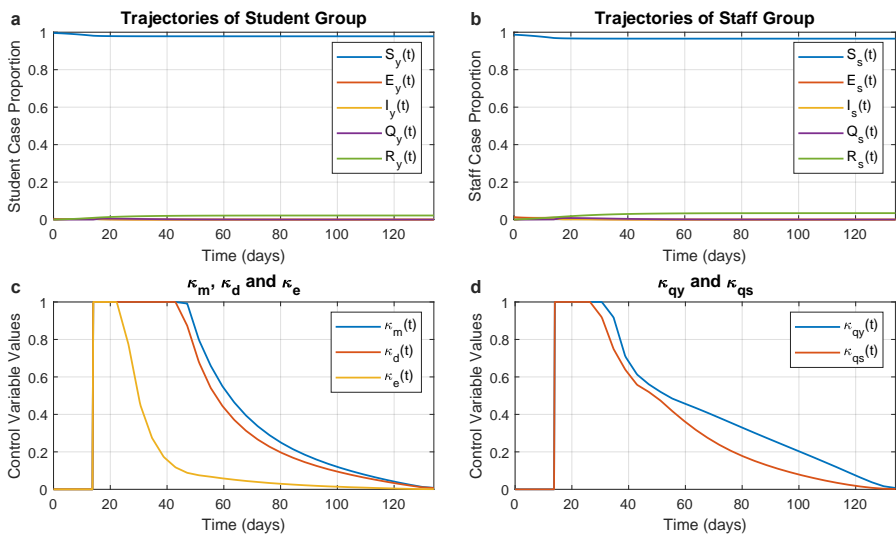 a
Trajectories of Student Group
Student Case Proportion
1
0.8
0.6
0.4
0.2
0
0 20 40 60 80 100 120
Time (days)
S_y(t)
E_y(t)
I_y(t)
Q_y(t)
R_y(t)
b
Trajectories of Staff Group
Staff Case Proportion
1
0.8
0.6
0.4
0.2
0
0 20 40 60 80 100 120
Time (days)
S_s(t)
E_s(t)
I_s(t)
Q_s(t)
R_s(t)
c
κ_m, κ_d and κ_e
Control Variable Values
1
0.8
0.6
0.4
0.2
0
0 20 40 60 80 100 120
Time (days)
κ_m(t)
κ_d(t)
κ_e(t)
d
κ_qy and κ_qs
Control Variable Values
1
0.8
0.6
0.4
0.2
0
0 20 40 60 80 100 120
Time (days)
κ_qy(t)
κ_qs(t)